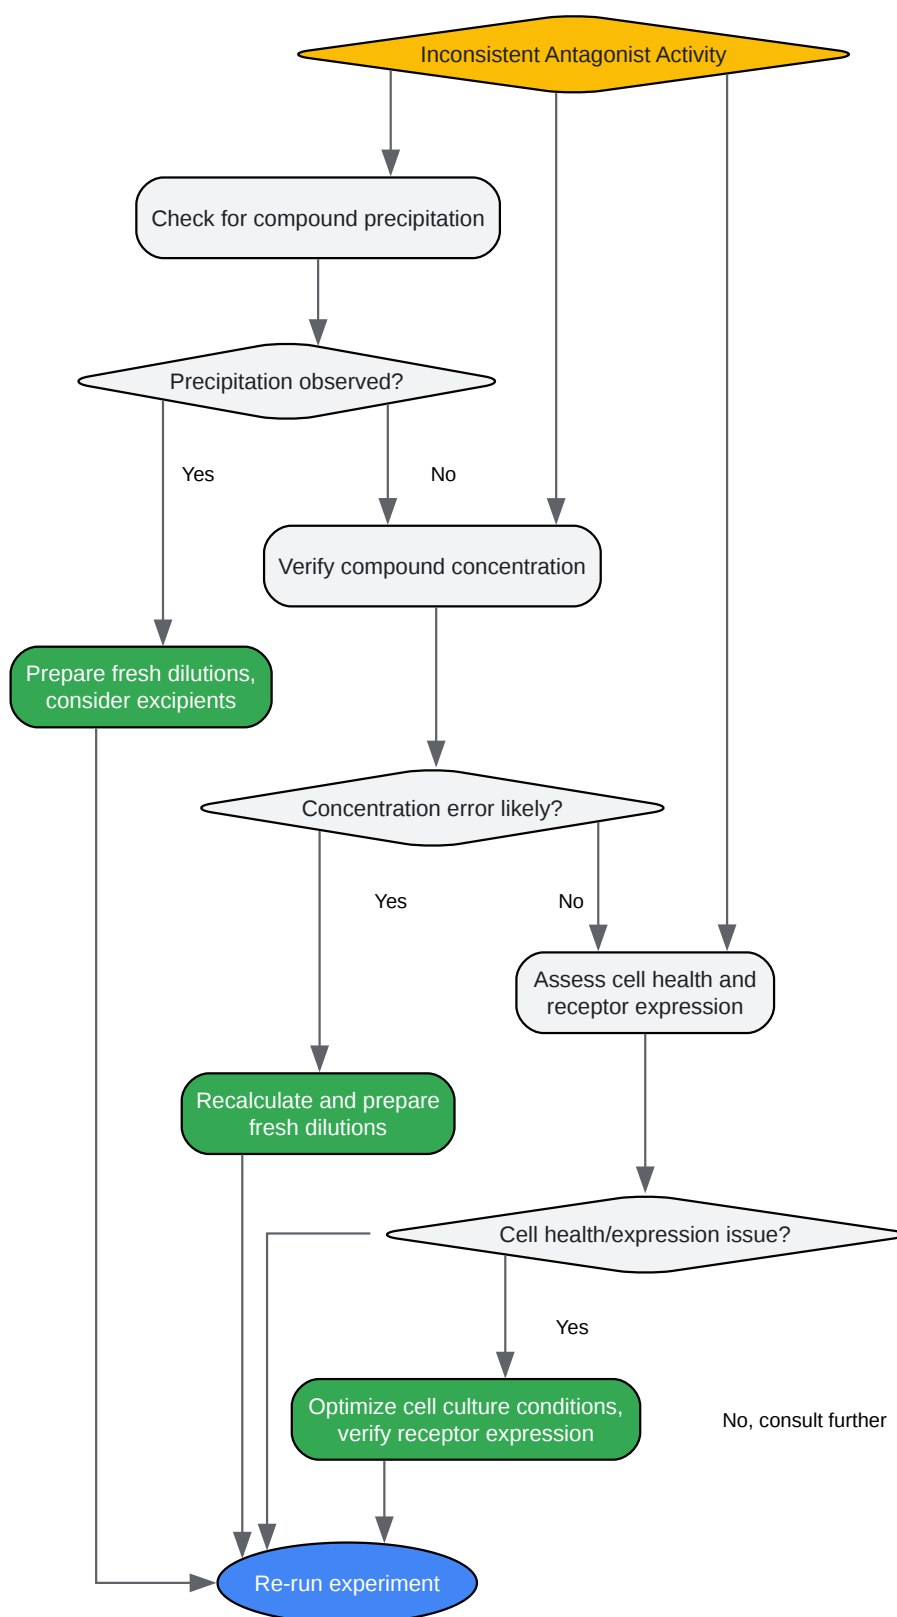 Inconsistent Antagonist Activity
Check for compound precipitation
Precipitation observed?
Yes
No
Verify compound concentration
Prepare fresh dilutions,
consider excipients
Concentration error likely?
Yes
No
Assess cell health and
receptor expression
Recalculate and prepare
fresh dilutions
Cell health/expression issue?
Yes
Optimize cell culture conditions,
verify receptor expression
No, consult further
Re-run experiment